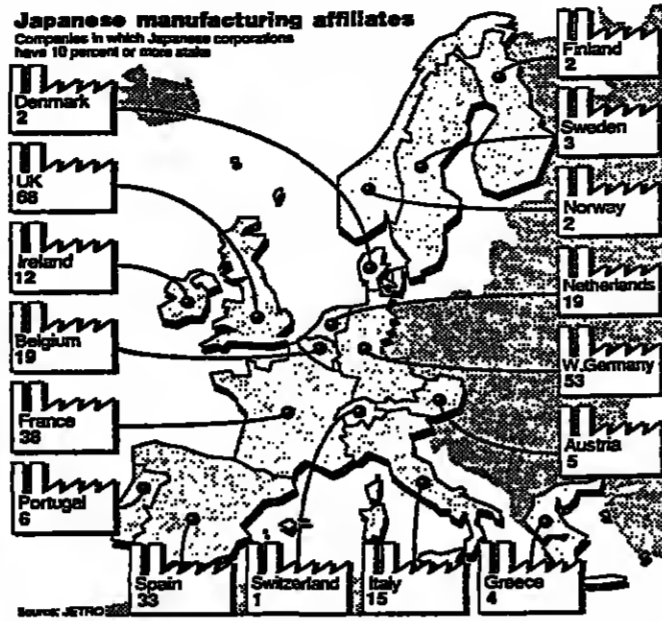 Japanese manufacturing affiliates
Companies in which Japanese corporations
have 10 percent or more stake
Denmark
2
UK
68
Ireland
12
Belgium
19
France
38
Portugal
6
Spain
33
Switzerland
1
Italy
15
Greece
4
Finland
2
Sweden
3
Norway
2
Netherlands
19
W.Germany
53
Austria
5
Source: JETRO